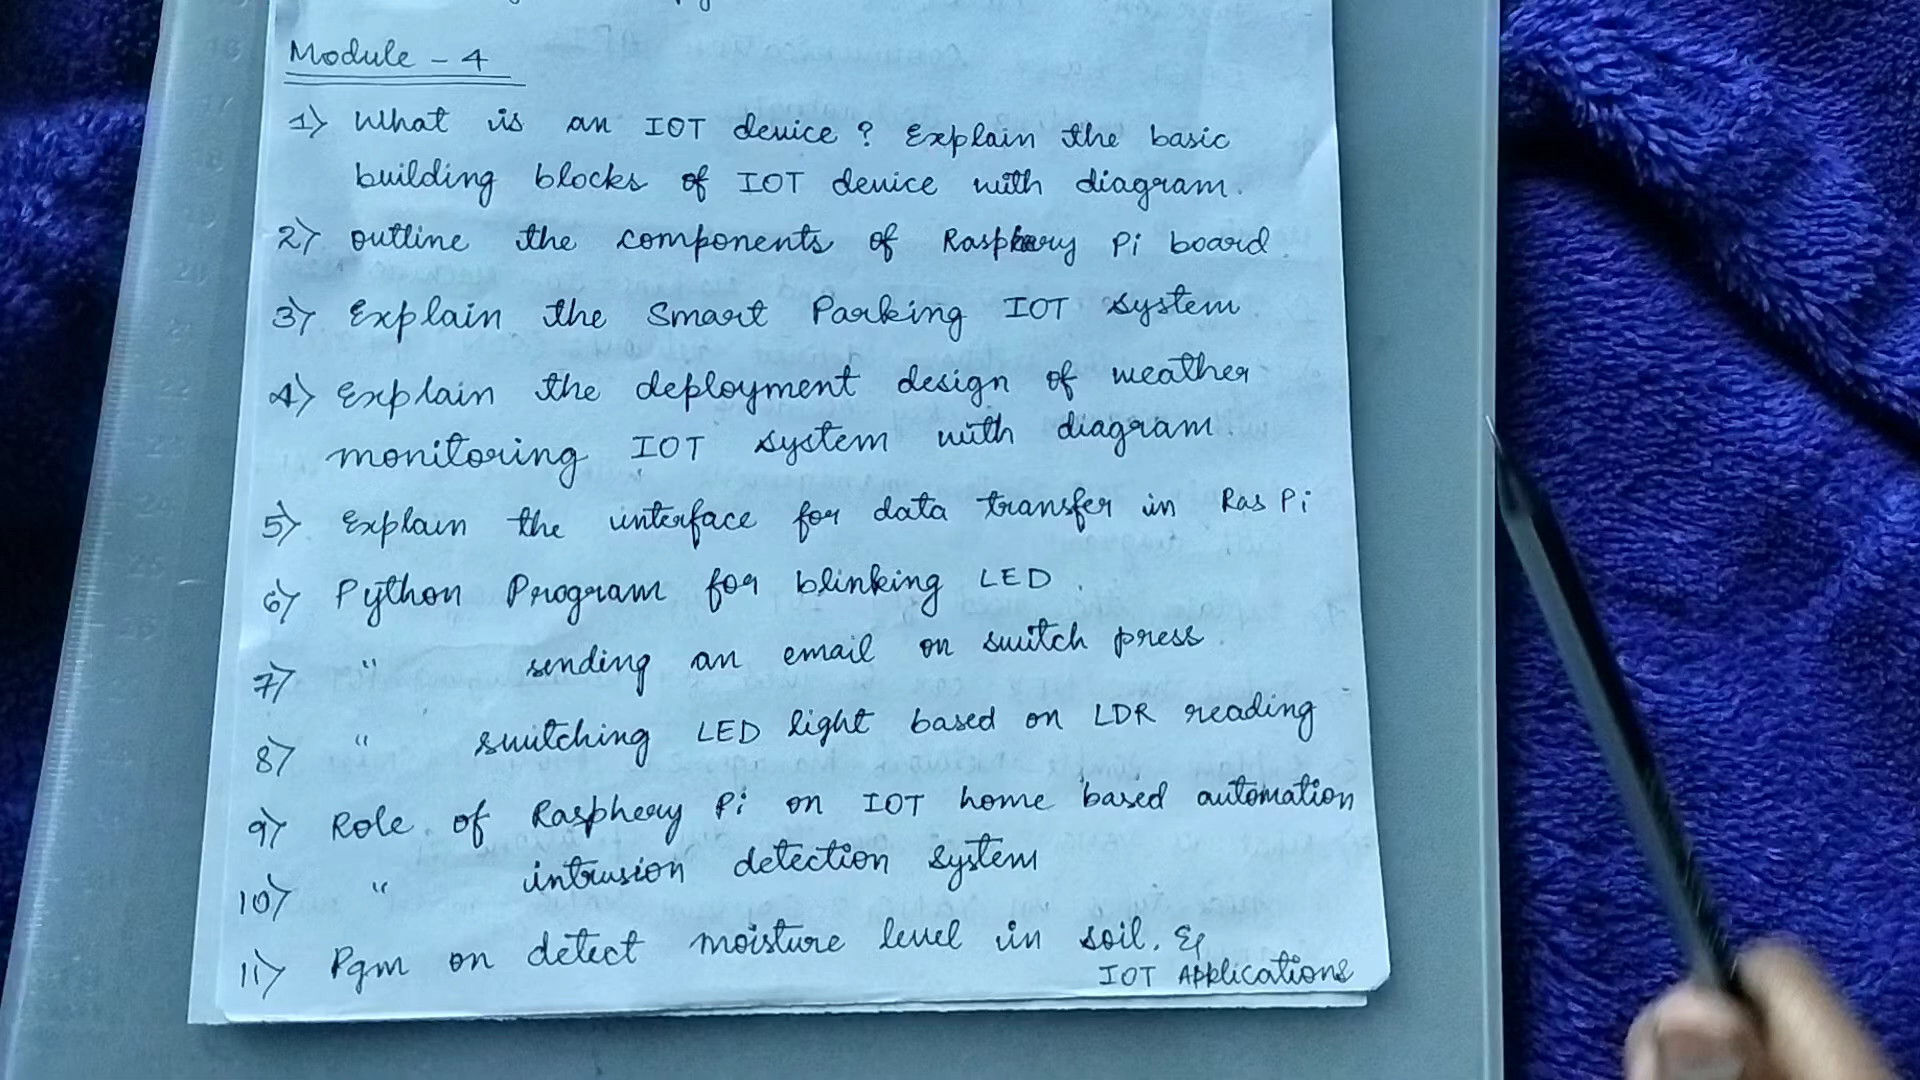 Module - 4
1) What is an IOT device ? Explain the basic
building blocks of IOT device with diagram.
2) outline the components of Raspberry Pi board.
3) Explain the Smart Parking IOT system.
4) Explain the deployment design of weather
monitoring IOT system with diagram.
5) Explain the interface for data transfer in Ras Pi
6) Python Program for blinking LED.
7) " sending an email on switch press.
8) " switching LED light based on LDR reading
9) Role of Raspberry Pi on IOT home based automation
10) " intrusion detection system
11) Pgm on detect moisture level in soil. &
IOT Applications